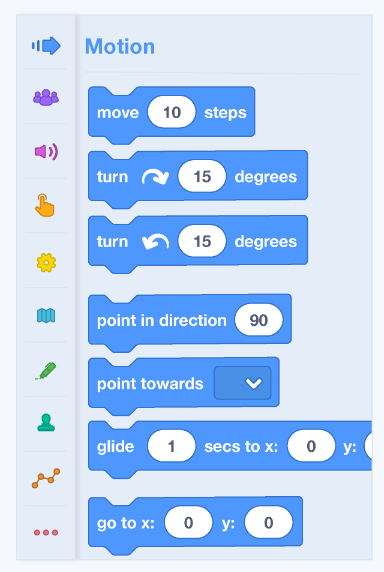 Motion
move 10 steps
turn 15 degrees
turn 15 degrees
point in direction 90
point towards
glide 1 secs to x: 0 y:
go to x: 0 y: 0